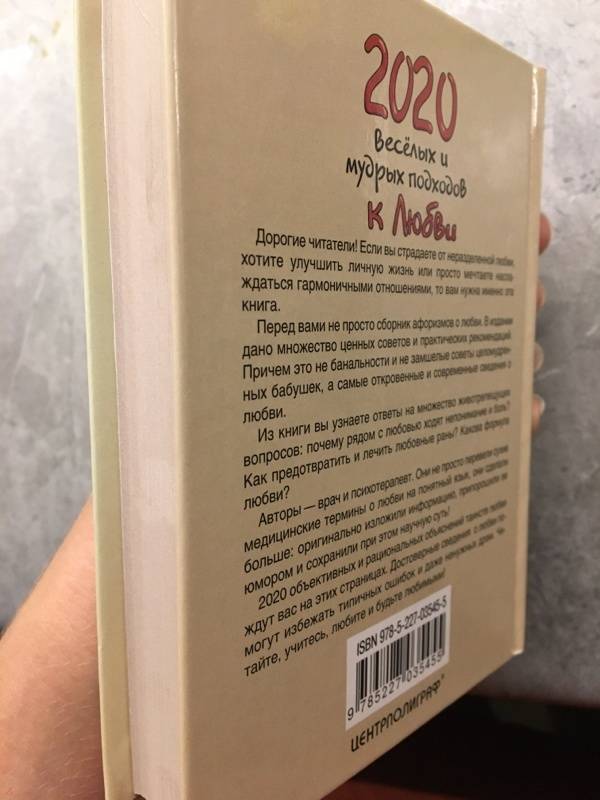 2020
весёлых и
мудрых подходов
к Любви
Дорогие читатели! Если вы страдаете от неразделенной любви,
хотите улучшить личную жизнь или просто мечтаете насла-
ждаться гармоничными отношениями, то вам нужна именно эта
книга.
Перед вами не просто сборник афоризмов о любви. В издании
дано множество ценных советов и практических рекомендаций.
Причем это не банальности и не замшелые советы целомудрен-
ных бабушек, а самые откровенные и современные сведения о
любви.
Из книги вы узнаете ответы на множество животрепещущих
вопросов: почему рядом с любовью ходят непонимание и боль?
Как предотвратить и лечить любовные раны? Какова формула
любви?
Авторы — врач и психотерапевт. Они не просто перевели сухие
медицинские термины о любви на понятный язык, они сделали
больше: оригинально изложили информацию, приправили ее
юмором и сохранили при этом научную суть!
2020 объективных и рациональных объяснений таинств любви
ждут вас на этих страницах. Достоверные сведения о любви по-
могут избежать типичных ошибок и даже ненужных драм. Чи-
тайте, учитесь, любите и будьте любимыми!
ISBN 978-5-227-03545-5
9 785227 035455
ЦЕНТРПОЛИГРАФ®